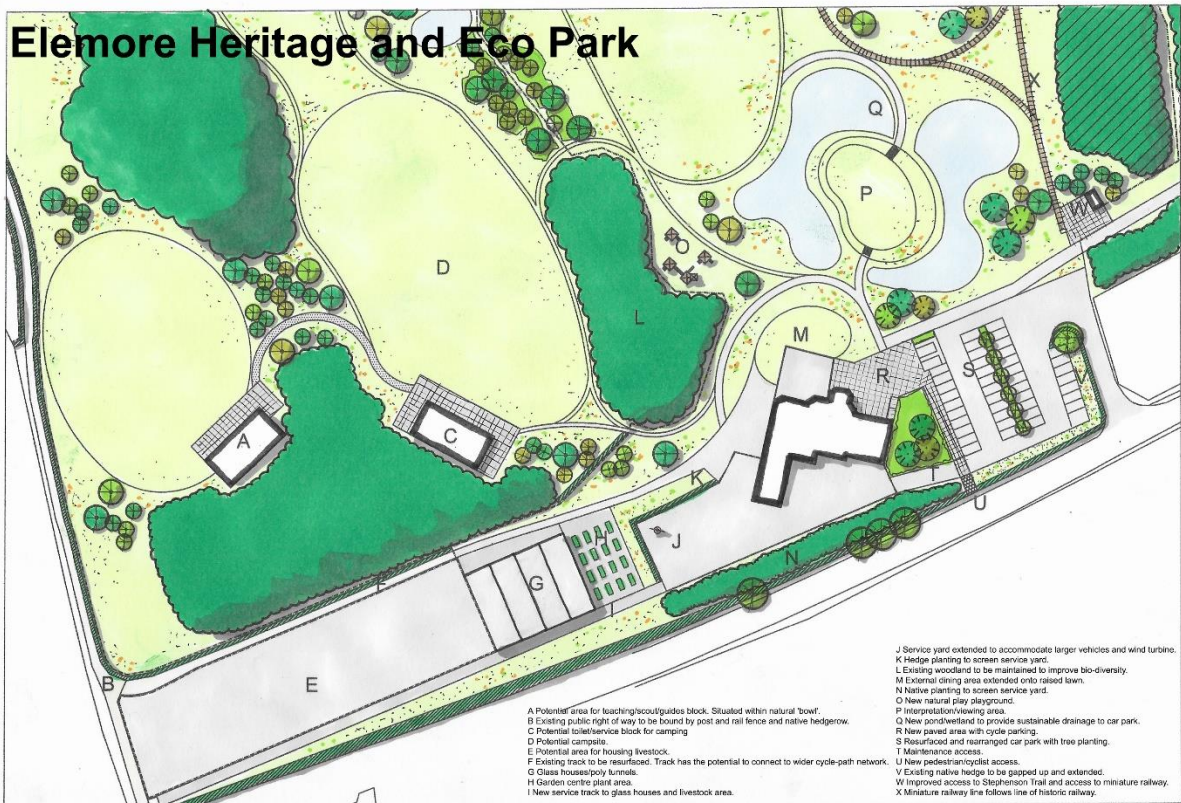 Elemore Heritage and Eco Park
X
Q
P
W
O
D
L
M
R
S
A
C
K
V
T
U
H
J
F
G
N
I
B
E
A Potential area for teaching/scout/guides block. Situated within natural 'bowl'.
B Existing public right of way to be bound by post and rail fence and native hedgerow.
C Potential toilet/service block for camping
D Potential campsite.
E Potential area for housing livestock.
F Existing track to be resurfaced. Track has the potential to connect to wider cycle-path network.
G Glass houses/poly tunnels.
H Garden centre plant area.
I New service track to glass houses and livestock area.
J Service yard extended to accommodate larger vehicles and wind turbine.
K Hedge planting to screen service yard.
L Existing woodland to be maintained to improve bio-diversity.
M External dining area extended onto raised lawn.
N Native planting to screen service yard.
O New natural play playground.
P Interpretation/viewing area.
Q New pond/wetland to provide sustainable drainage to car park.
R New paved area with cycle parking.
S Resurfaced and rearranged car park with tree planting.
T Maintenance access.
U New pedestrian/cyclist access.
V Existing native hedge to be gapped up and extended.
W Improved access to Stephenson Trail and access to miniature railway.
X Miniature railway line follows line of historic railway.